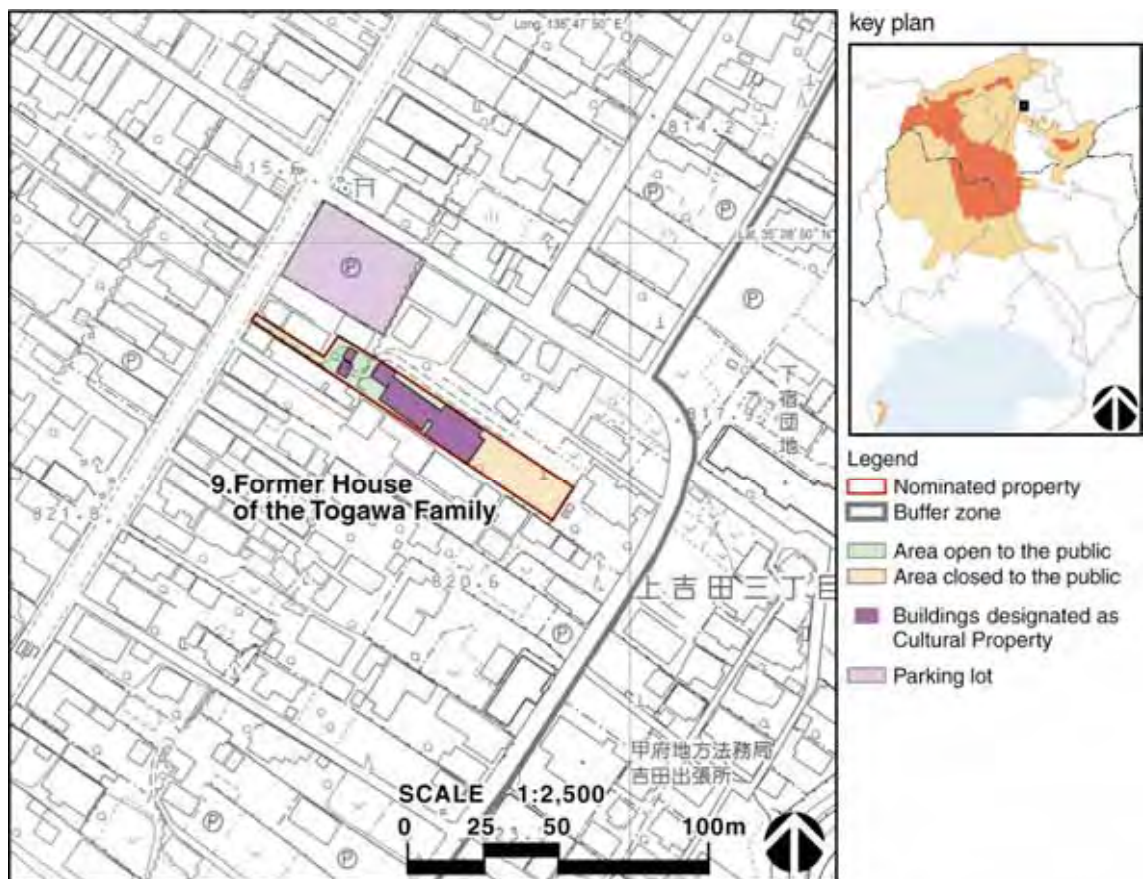 key plan
Long. 138° 47' 50" E
814.2
Lat. 35° 28' 50" N
Ⓟ
Ⓟ
Ⓟ
Ⓟ
Ⓟ
下宿団地
9.Former House
of the Togawa Family
820.6
上吉田三丁目
Ⓟ
Ⓟ
甲府地方法務局
吉田出張所
SCALE 1:2,500
0 25 50 100m
Legend
Nominated property
Buffer zone
Area open to the public
Area closed to the public
Buildings designated as
Cultural Property
Parking lot